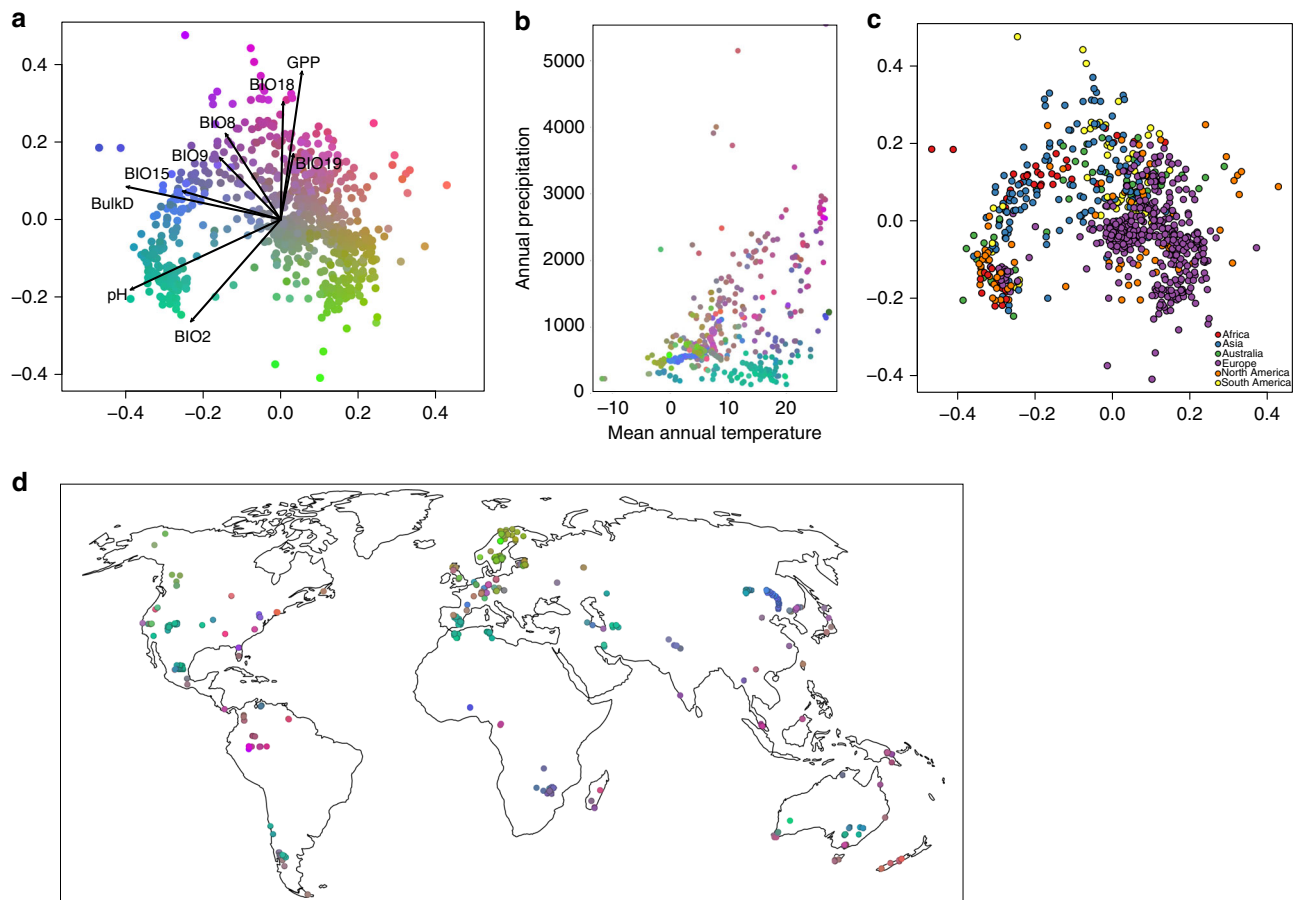 a
0.4
0.2
0.0
−0.2
−0.4
−0.4
−0.2
0.0
0.2
0.4
GPP
BIO18
BIO8
BIO9
BIO19
BIO15
BulkD
pH
BIO2
b
Annual precipitation
5000
4000
3000
2000
1000
0
−10
0
10
20
Mean annual temperature
c
0.4
0.2
0.0
−0.2
−0.4
−0.4
−0.2
0.0
0.2
0.4
Africa
Asia
Australia
Europe
North America
South America
d